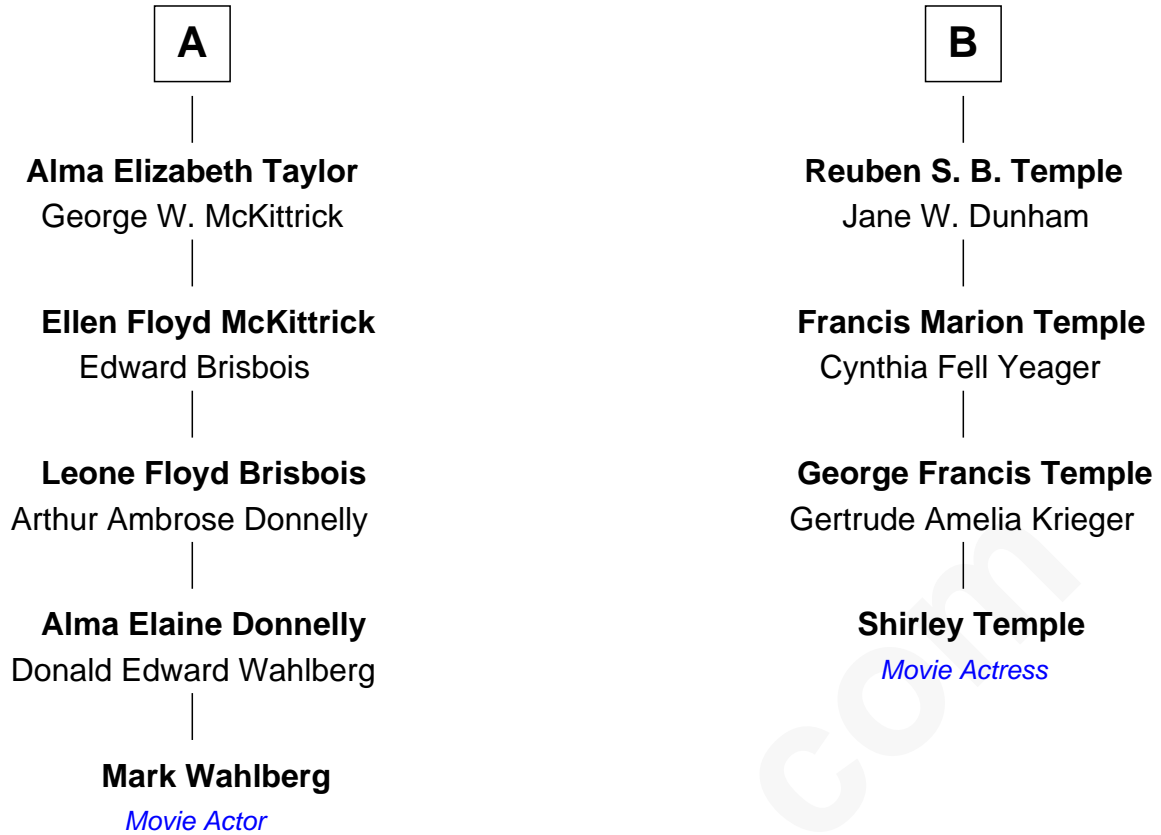 A
Alma Elizabeth Taylor
George W. McKittrick
Ellen Floyd McKittrick
Edward Brisbois
Leone Floyd Brisbois
Arthur Ambrose Donnelly
Alma Elaine Donnelly
Donald Edward Wahlberg
Mark Wahlberg
Movie Actor
B
Reuben S. B. Temple
Jane W. Dunham
Francis Marion Temple
Cynthia Fell Yeager
George Francis Temple
Gertrude Amelia Krieger
Shirley Temple
Movie Actress
com